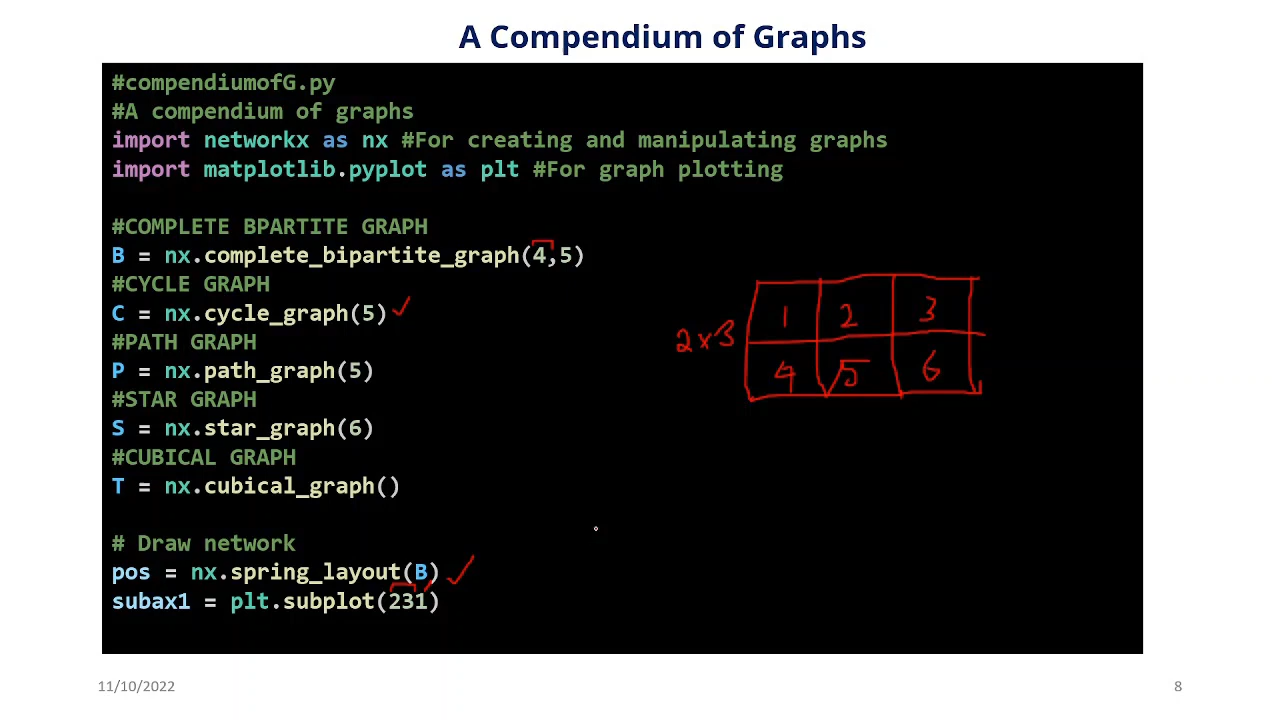 A Compendium of Graphs
#compendiumofG.py
#A compendium of graphs
import networkx as nx #For creating and manipulating graphs
import matplotlib.pyplot as plt #For graph plotting
#COMPLETE BPARTITE GRAPH
B = nx.complete_bipartite_graph(4,5)
#CYCLE GRAPH
C = nx.cycle_graph(5)
#PATH GRAPH
P = nx.path_graph(5)
#STAR GRAPH
S = nx.star_graph(6)
#CUBICAL GRAPH
T = nx.cubical_graph()
# Draw network
pos = nx.spring_layout(B)
subax1 = plt.subplot(231)
2x3
1 2 3
4 5 6
11/10/2022
8